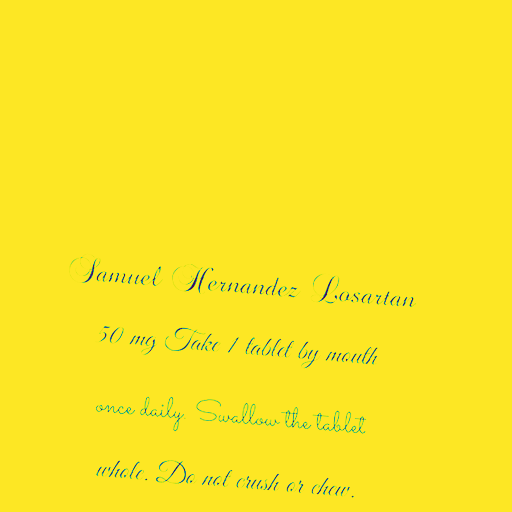 Samuel Hernandez Losartan
50 mg Take 1 tablet by mouth
once daily. Swallow the tablet
whole. Do not crush or chew.